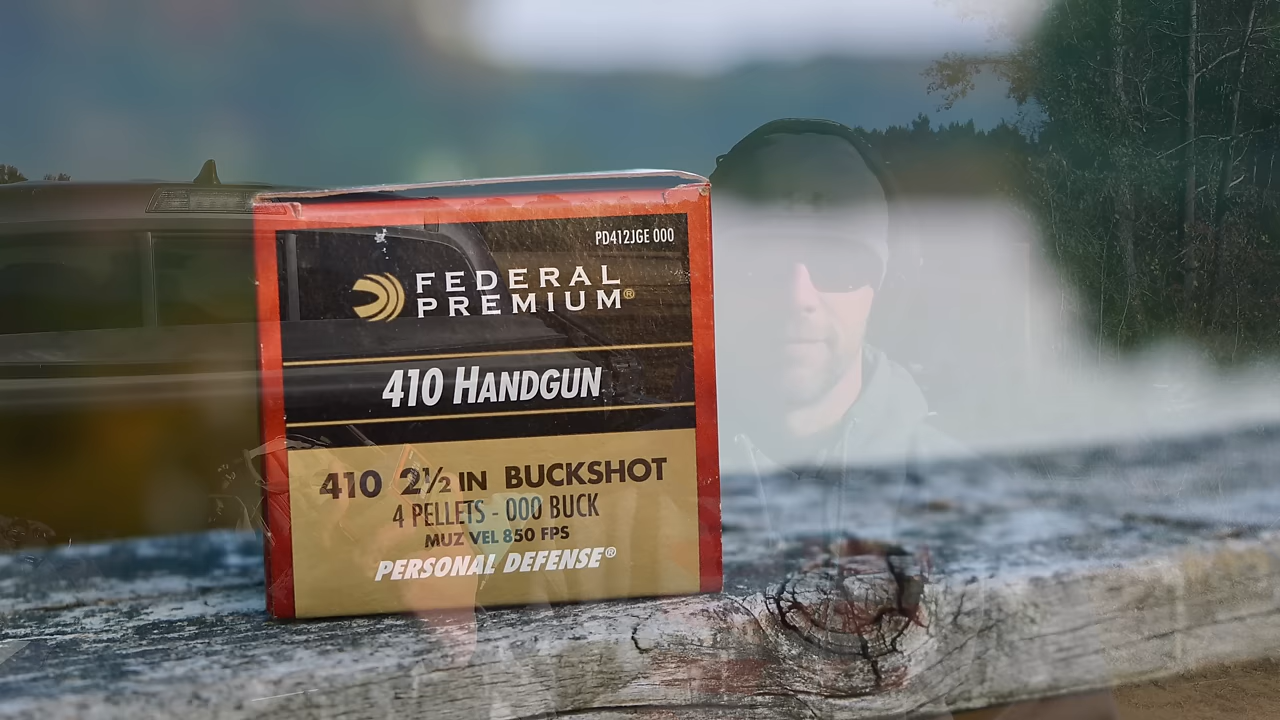 PD412JGE 000
FEDERAL
PREMIUM®
410 HANDGUN
410 2½ IN BUCKSHOT
4 PELLETS - 000 BUCK
MUZ VEL 850 FPS
PERSONAL DEFENSE®